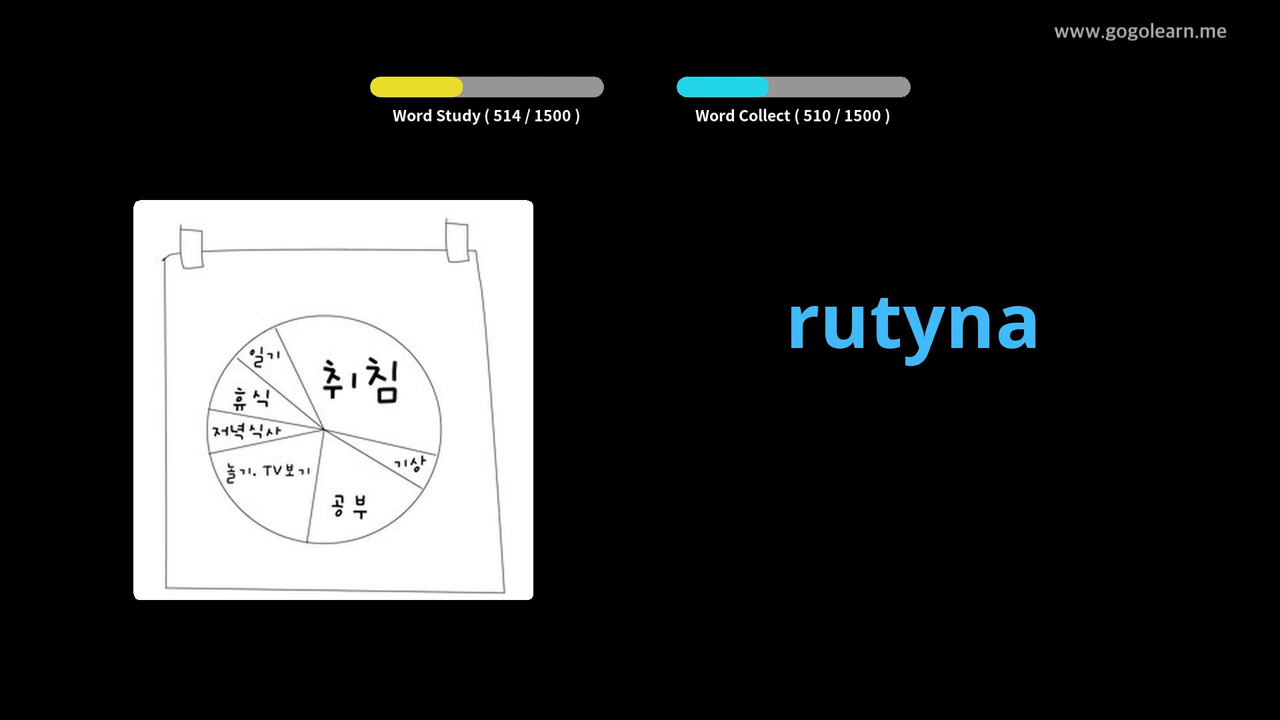 www.gogolearn.me
Word Study ( 514 / 1500 )
Word Collect ( 510 / 1500 )
일기
취침
휴식
저녁식사
놀기. TV보기
기상
공부
rutyna